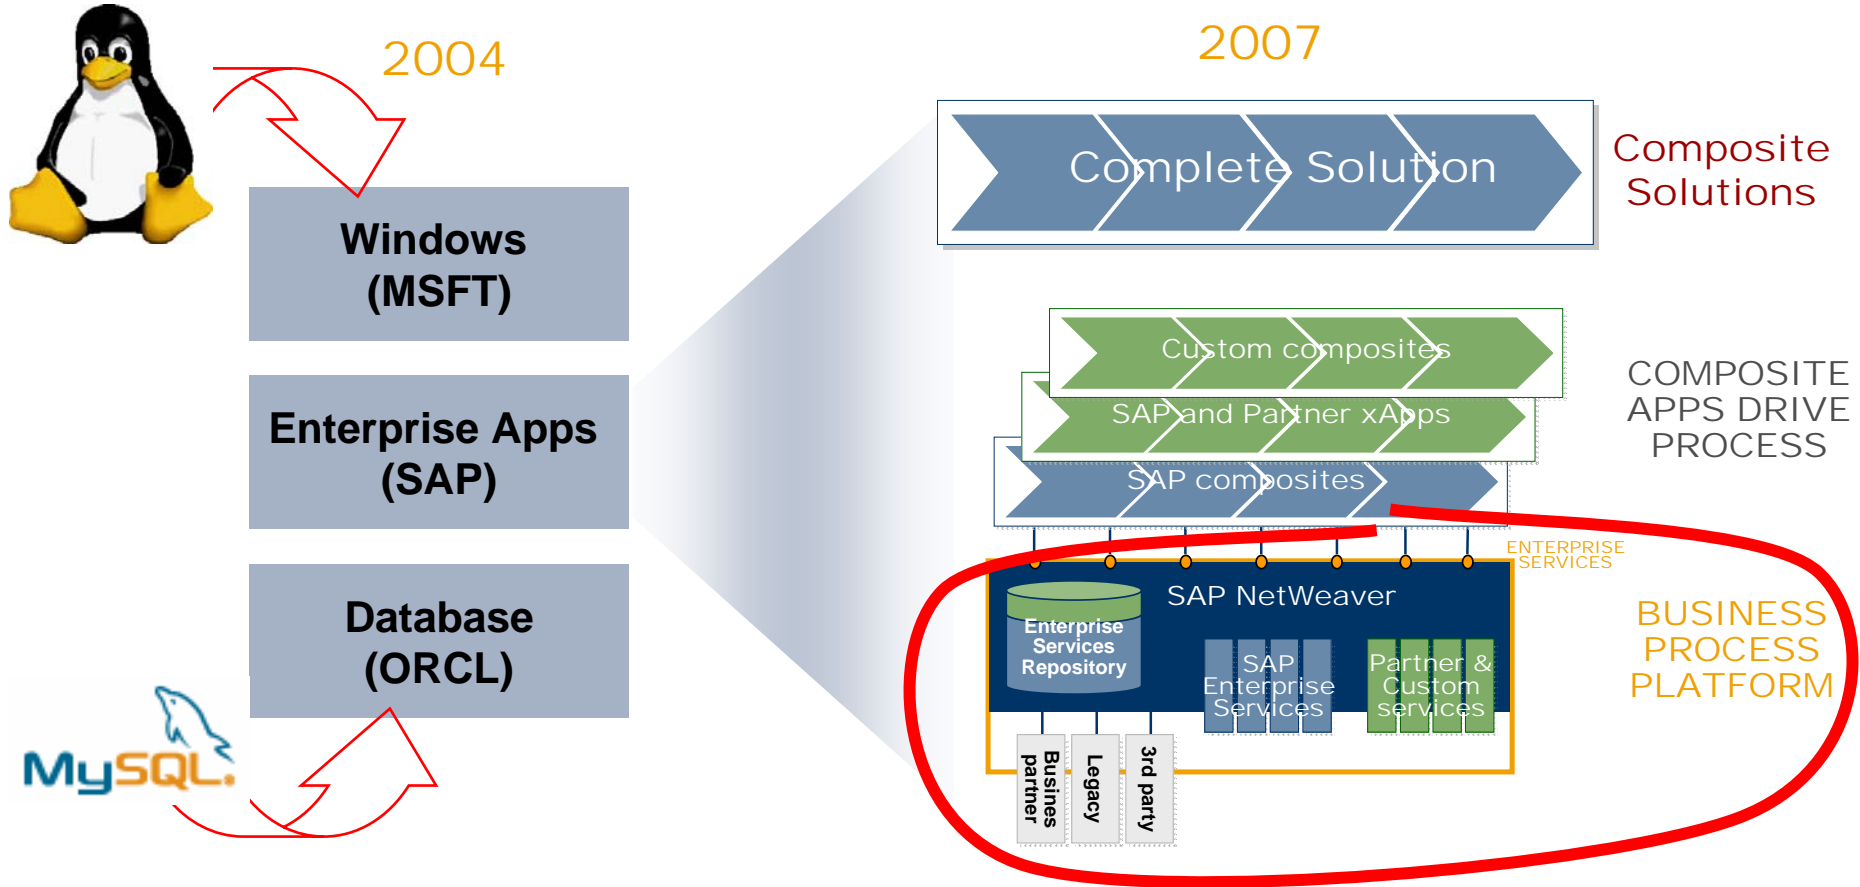 2004
2007
Windows
(MSFT)
Enterprise Apps
(SAP)
Database
(ORCL)
MySQL.
Complete Solution
Composite
Solutions
Custom composites
SAP and Partner xApps
SAP composites
COMPOSITE
APPS DRIVE
PROCESS
ENTERPRISE
SERVICES
SAP NetWeaver
Enterprise
Services
Repository
SAP
Enterprise
Services
Partner &
Custom
services
BUSINESS
PROCESS
PLATFORM
Busines
partner
Legacy
3rd party